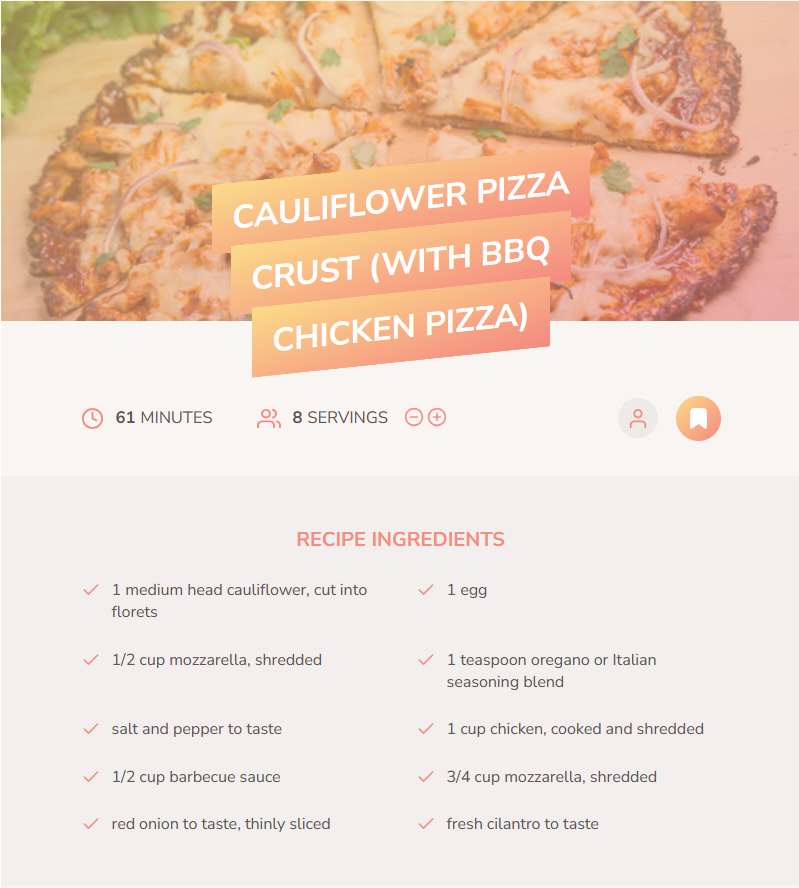 CAULIFLOWER PIZZA
CRUST (WITH BBQ
CHICKEN PIZZA)
61 MINUTES
8 SERVINGS
RECIPE INGREDIENTS
1 medium head cauliflower, cut into
florets
1 egg
1/2 cup mozzarella, shredded
1 teaspoon oregano or Italian
seasoning blend
salt and pepper to taste
1 cup chicken, cooked and shredded
1/2 cup barbecue sauce
3/4 cup mozzarella, shredded
red onion to taste, thinly sliced
fresh cilantro to taste